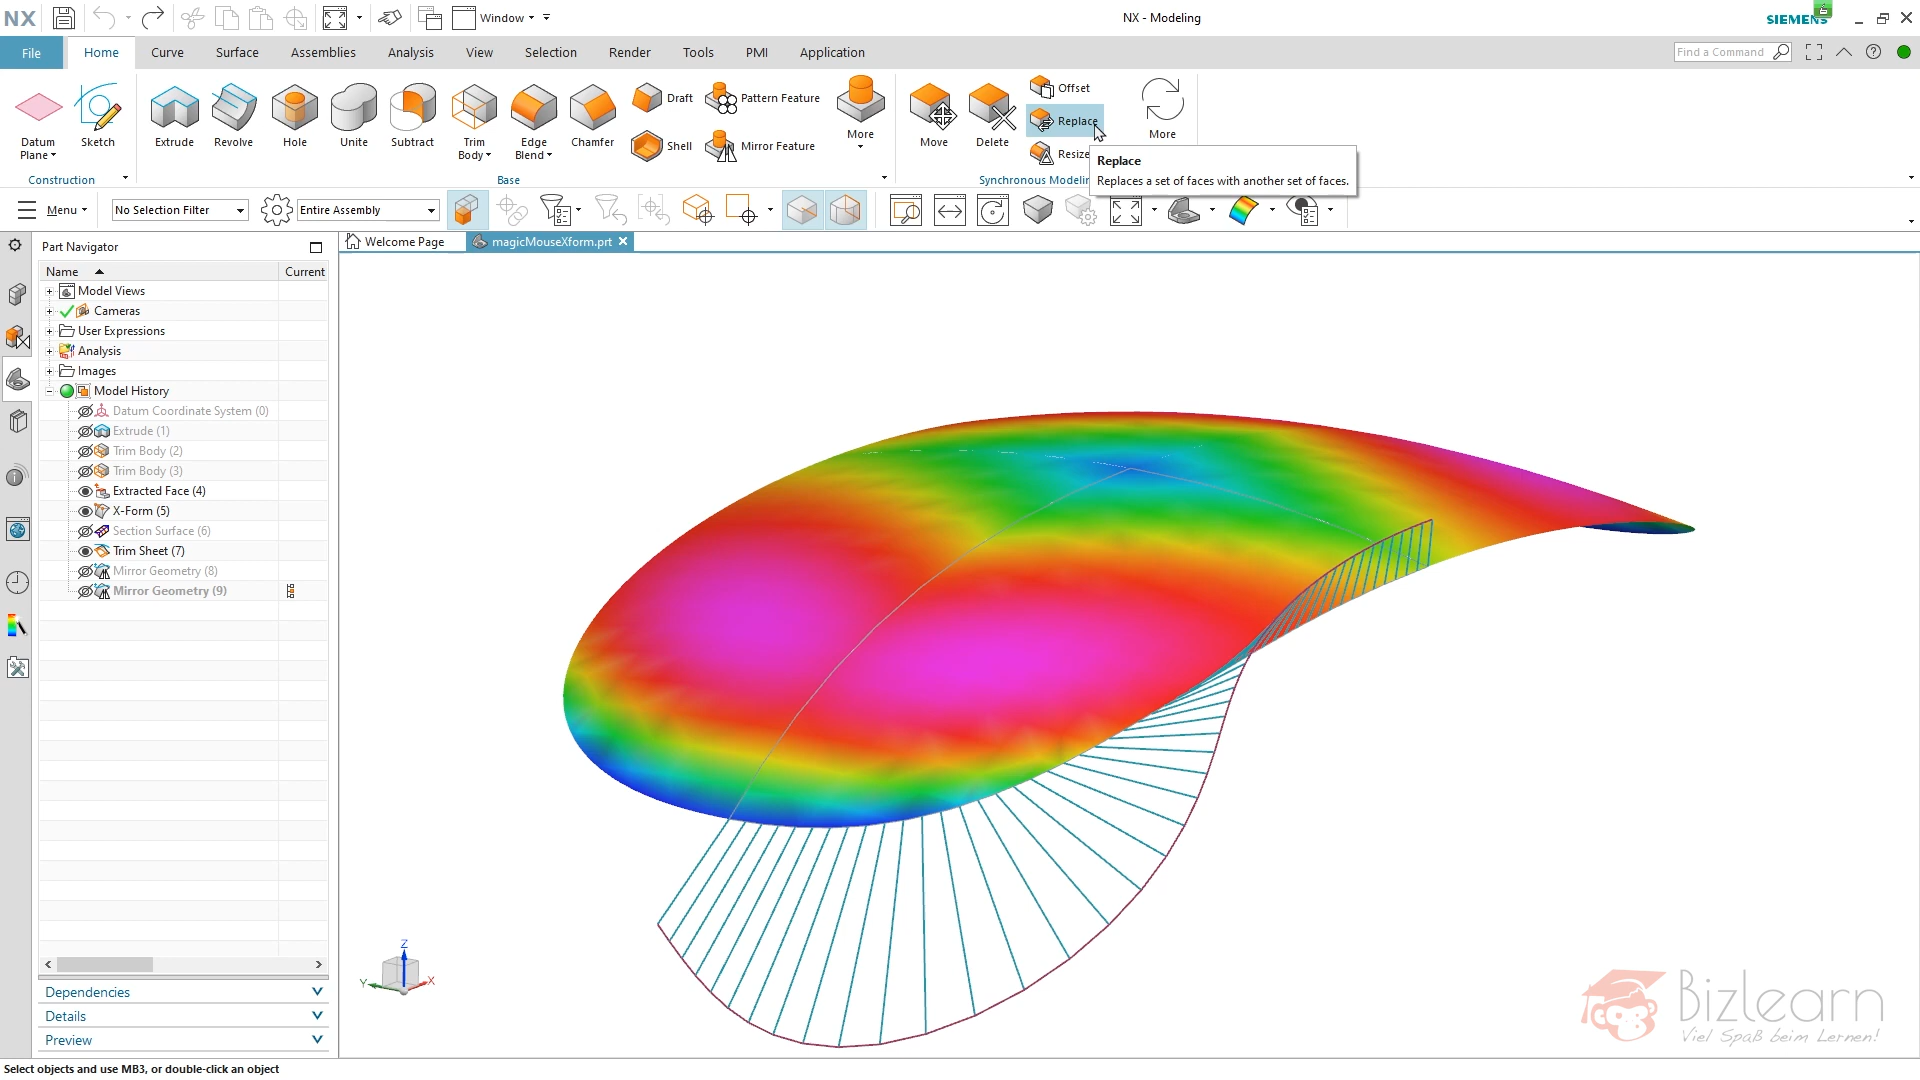 NX
Window
NX - Modeling
SIEMENS
File
Home
Curve
Surface
Assemblies
Analysis
View
Selection
Render
Tools
PMI
Application
Find a Command
Datum Plane
Sketch
Extrude
Revolve
Hole
Unite
Subtract
Trim Body
Edge Blend
Chamfer
Draft
Shell
Pattern Feature
Mirror Feature
More
Move
Delete
Offset
Replace
Resize
More
Construction
Base
Synchronous Modelin
Replace
Replaces a set of faces with another set of faces.
Menu
No Selection Filter
Entire Assembly
Part Navigator
Welcome Page
magicMouseXform.prt
Name
Current
Model Views
Cameras
User Expressions
Analysis
Images
Model History
Datum Coordinate System (0)
Extrude (1)
Trim Body (2)
Trim Body (3)
Extracted Face (4)
X-Form (5)
Section Surface (6)
Trim Sheet (7)
Mirror Geometry (8)
Mirror Geometry (9)
Dependencies
Details
Preview
Z
Y
X
Bizlearn
Viel Spaß beim Lernen!
Select objects and use MB3, or double-click an object